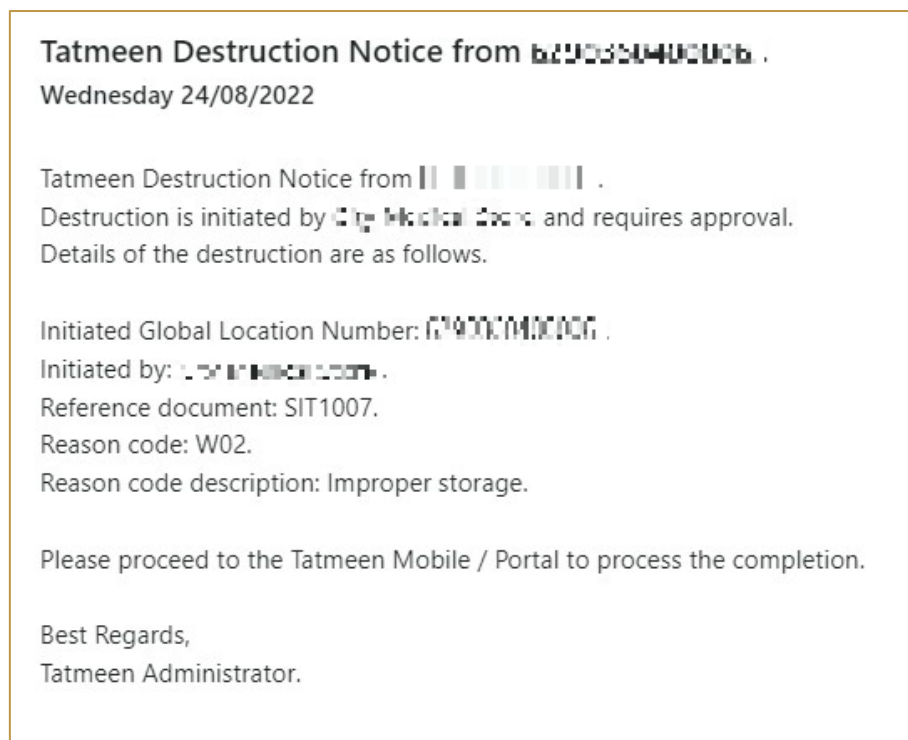 Tatmeen Destruction Notice from .
Wednesday 24/08/2022
Tatmeen Destruction Notice from .
Destruction is initiated by and requires approval.
Details of the destruction are as follows.
Initiated Global Location Number: .
Initiated by: .
Reference document: SIT1007.
Reason code: W02.
Reason code description: Improper storage.
Please proceed to the Tatmeen Mobile / Portal to process the completion.
Best Regards,
Tatmeen Administrator.